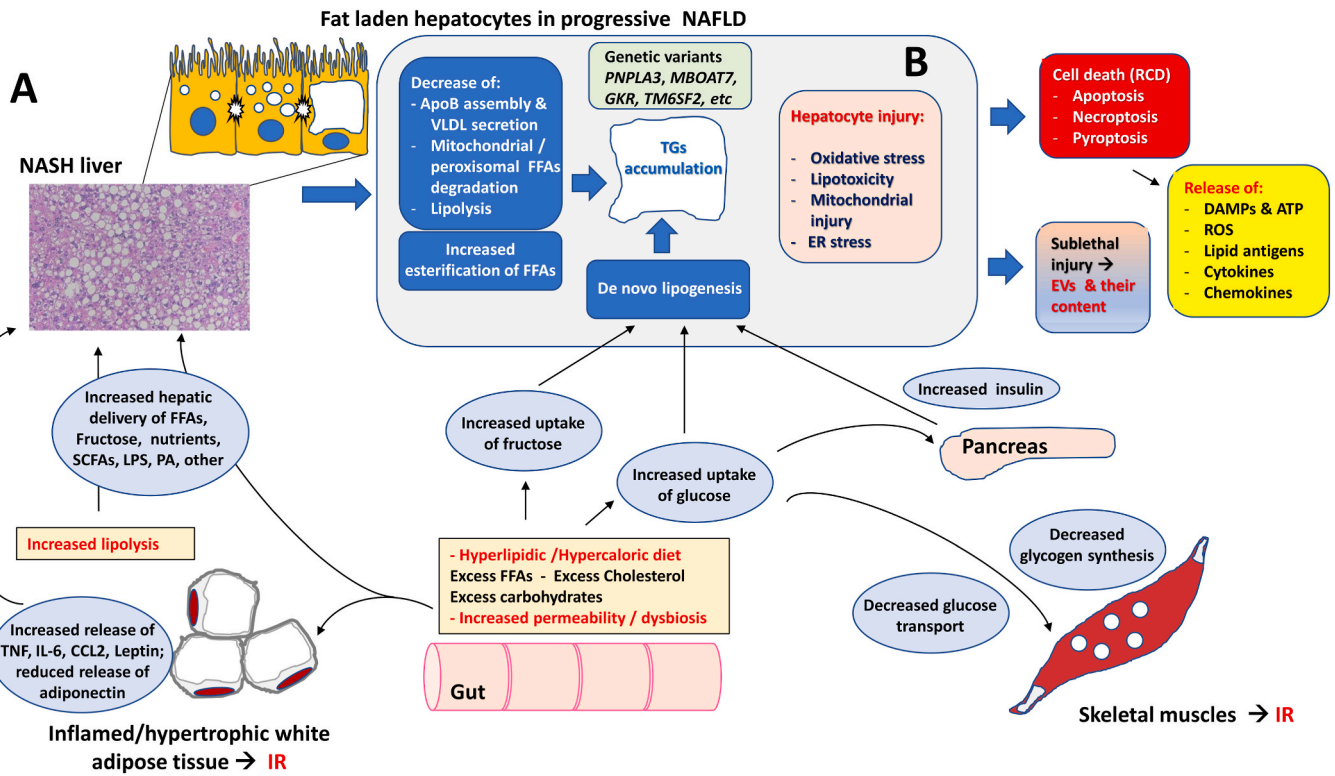 Fat laden hepatocytes in progressive NAFLD
A
NASH liver
Decrease of:
- ApoB assembly &
VLDL secretion
- Mitochondrial /
peroxisomal FFAs
degradation
- Lipolysis
Increased
esterification of FFAs
Genetic variants
PNPLA3, MBOAT7,
GKR, TM6SF2, etc
TGs
accumulation
De novo lipogenesis
B
Hepatocyte injury:
- Oxidative stress
- Lipotoxicity
- Mitochondrial
injury
- ER stress
Cell death (RCD)
- Apoptosis
- Necroptosis
- Pyroptosis
Sublethal
injury →
EVs & their
content
Release of:
- DAMPs & ATP
- ROS
- Lipid antigens
- Cytokines
- Chemokines
Increased hepatic
delivery of FFAs,
Fructose, nutrients,
SCFAs, LPS, PA, other
Increased lipolysis
Increased release of
TNF, IL-6, CCL2, Leptin;
reduced release of
adiponectin
Inflamed/hypertrophic white
adipose tissue → IR
Increased uptake
of fructose
Increased uptake
of glucose
Increased insulin
Pancreas
- Hyperlipidic /Hypercaloric diet
Excess FFAs - Excess Cholesterol
Excess carbohydrates
- Increased permeability / dysbiosis
Gut
Decreased
glycogen synthesis
Decreased glucose
transport
Skeletal muscles → IR